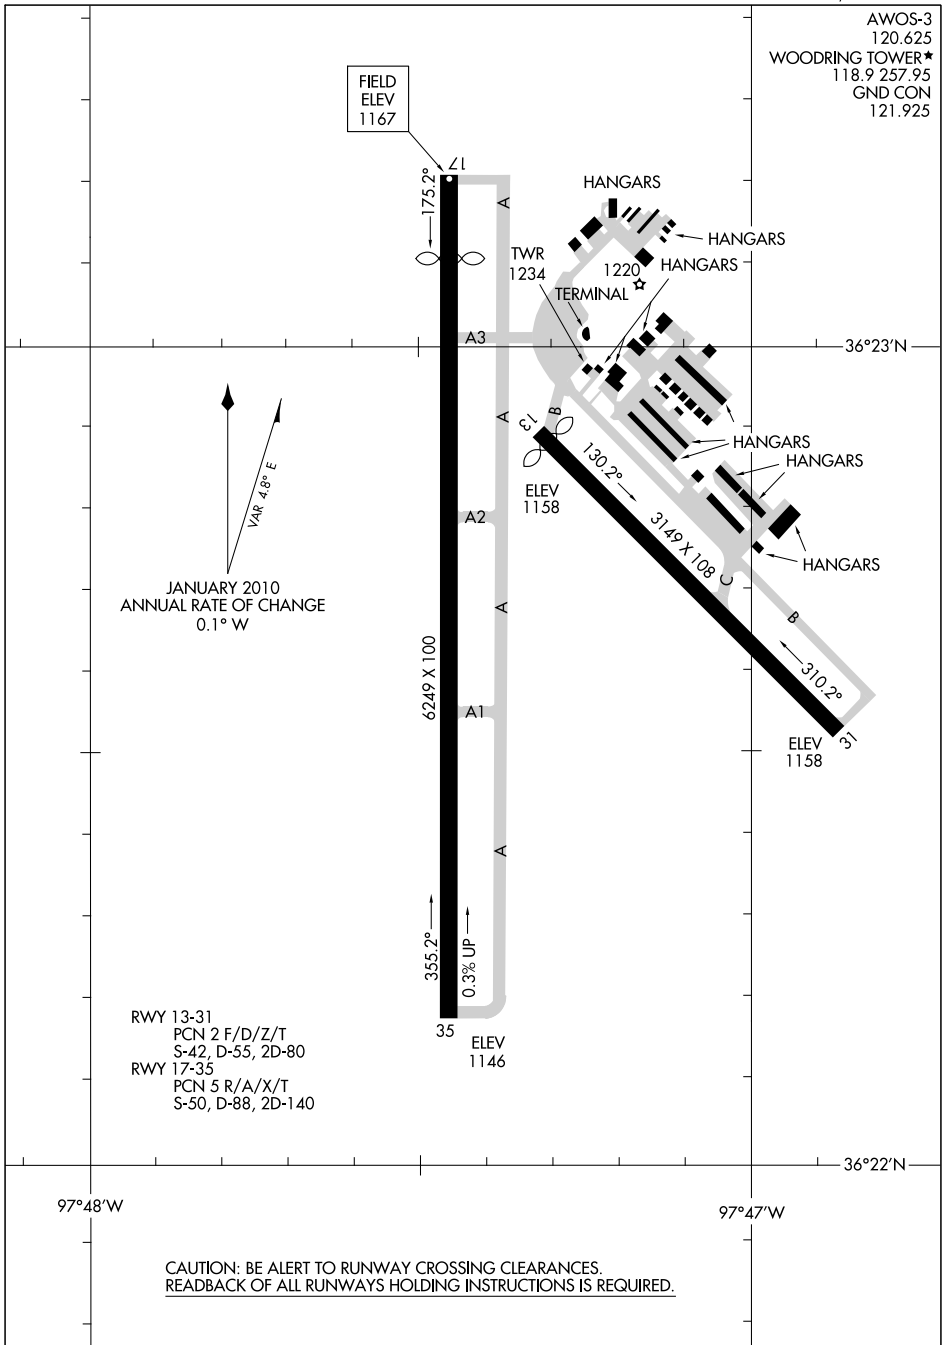 AWOS-3
120.625
WOODRING TOWER★
118.9 257.95
GND CON
121.925
FIELD
ELEV
1167
17
175.2°
A
HANGARS
HANGARS
TWR
1234
1220
HANGARS
TERMINAL
A3
36°23'N
A
B
13
HANGARS
HANGARS
130.2°
ELEV
1158
VAR 4.8° E
A2
3149 X 108
HANGARS
C
JANUARY 2010
ANNUAL RATE OF CHANGE
0.1° W
A
B
6249 X 100
310.2°
A1
31
ELEV
1158
A
355.2°
0.3% UP
35
ELEV
1146
RWY 13-31
PCN 2 F/D/Z/T
S-42, D-55, 2D-80
RWY 17-35
PCN 5 R/A/X/T
S-50, D-88, 2D-140
36°22'N
97°48'W
97°47'W
CAUTION: BE ALERT TO RUNWAY CROSSING CLEARANCES.
READBACK OF ALL RUNWAYS HOLDING INSTRUCTIONS IS REQUIRED.